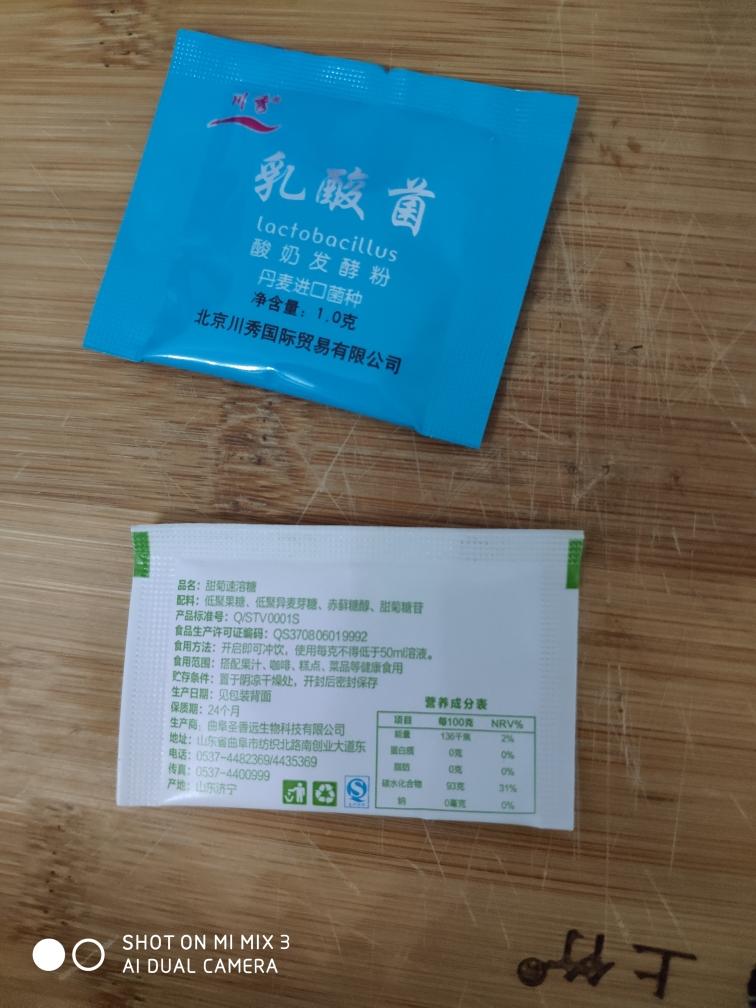 川秀®
乳酸菌
lactobacillus
酸奶发酵粉
丹麦进口菌种
净含量：1.0克
北京川秀国际贸易有限公司
品名：甜菊速溶糖
配料：低聚果糖、低聚异麦芽糖、赤藓糖醇、甜菊糖苷
产品标准号：Q/STV0001S
食品生产许可证编码：QS370806019992
食用方法：开启即可冲饮，使用每克不得低于50ml溶液。
食用范围：搭配果汁、咖啡、糕点、菜品等健康食用
贮存条件：置于阴凉干燥处，开封后密封保存
生产日期：见包装背面
保质期：24个月
生产商：曲阜圣香远生物科技有限公司
地址：山东省曲阜市纺织北路南创业大道东
电话：0537-4482369/4435369
传真：0537-4400999
产地：山东济宁
营养成分表
项目 每100克 NRV%
能量 136千焦 2%
蛋白质 0克 0%
脂肪 0克 0%
碳水化合物 93克 31%
钠 0毫克 0%
上竹
SHOT ON MI MIX 3
AI DUAL CAMERA